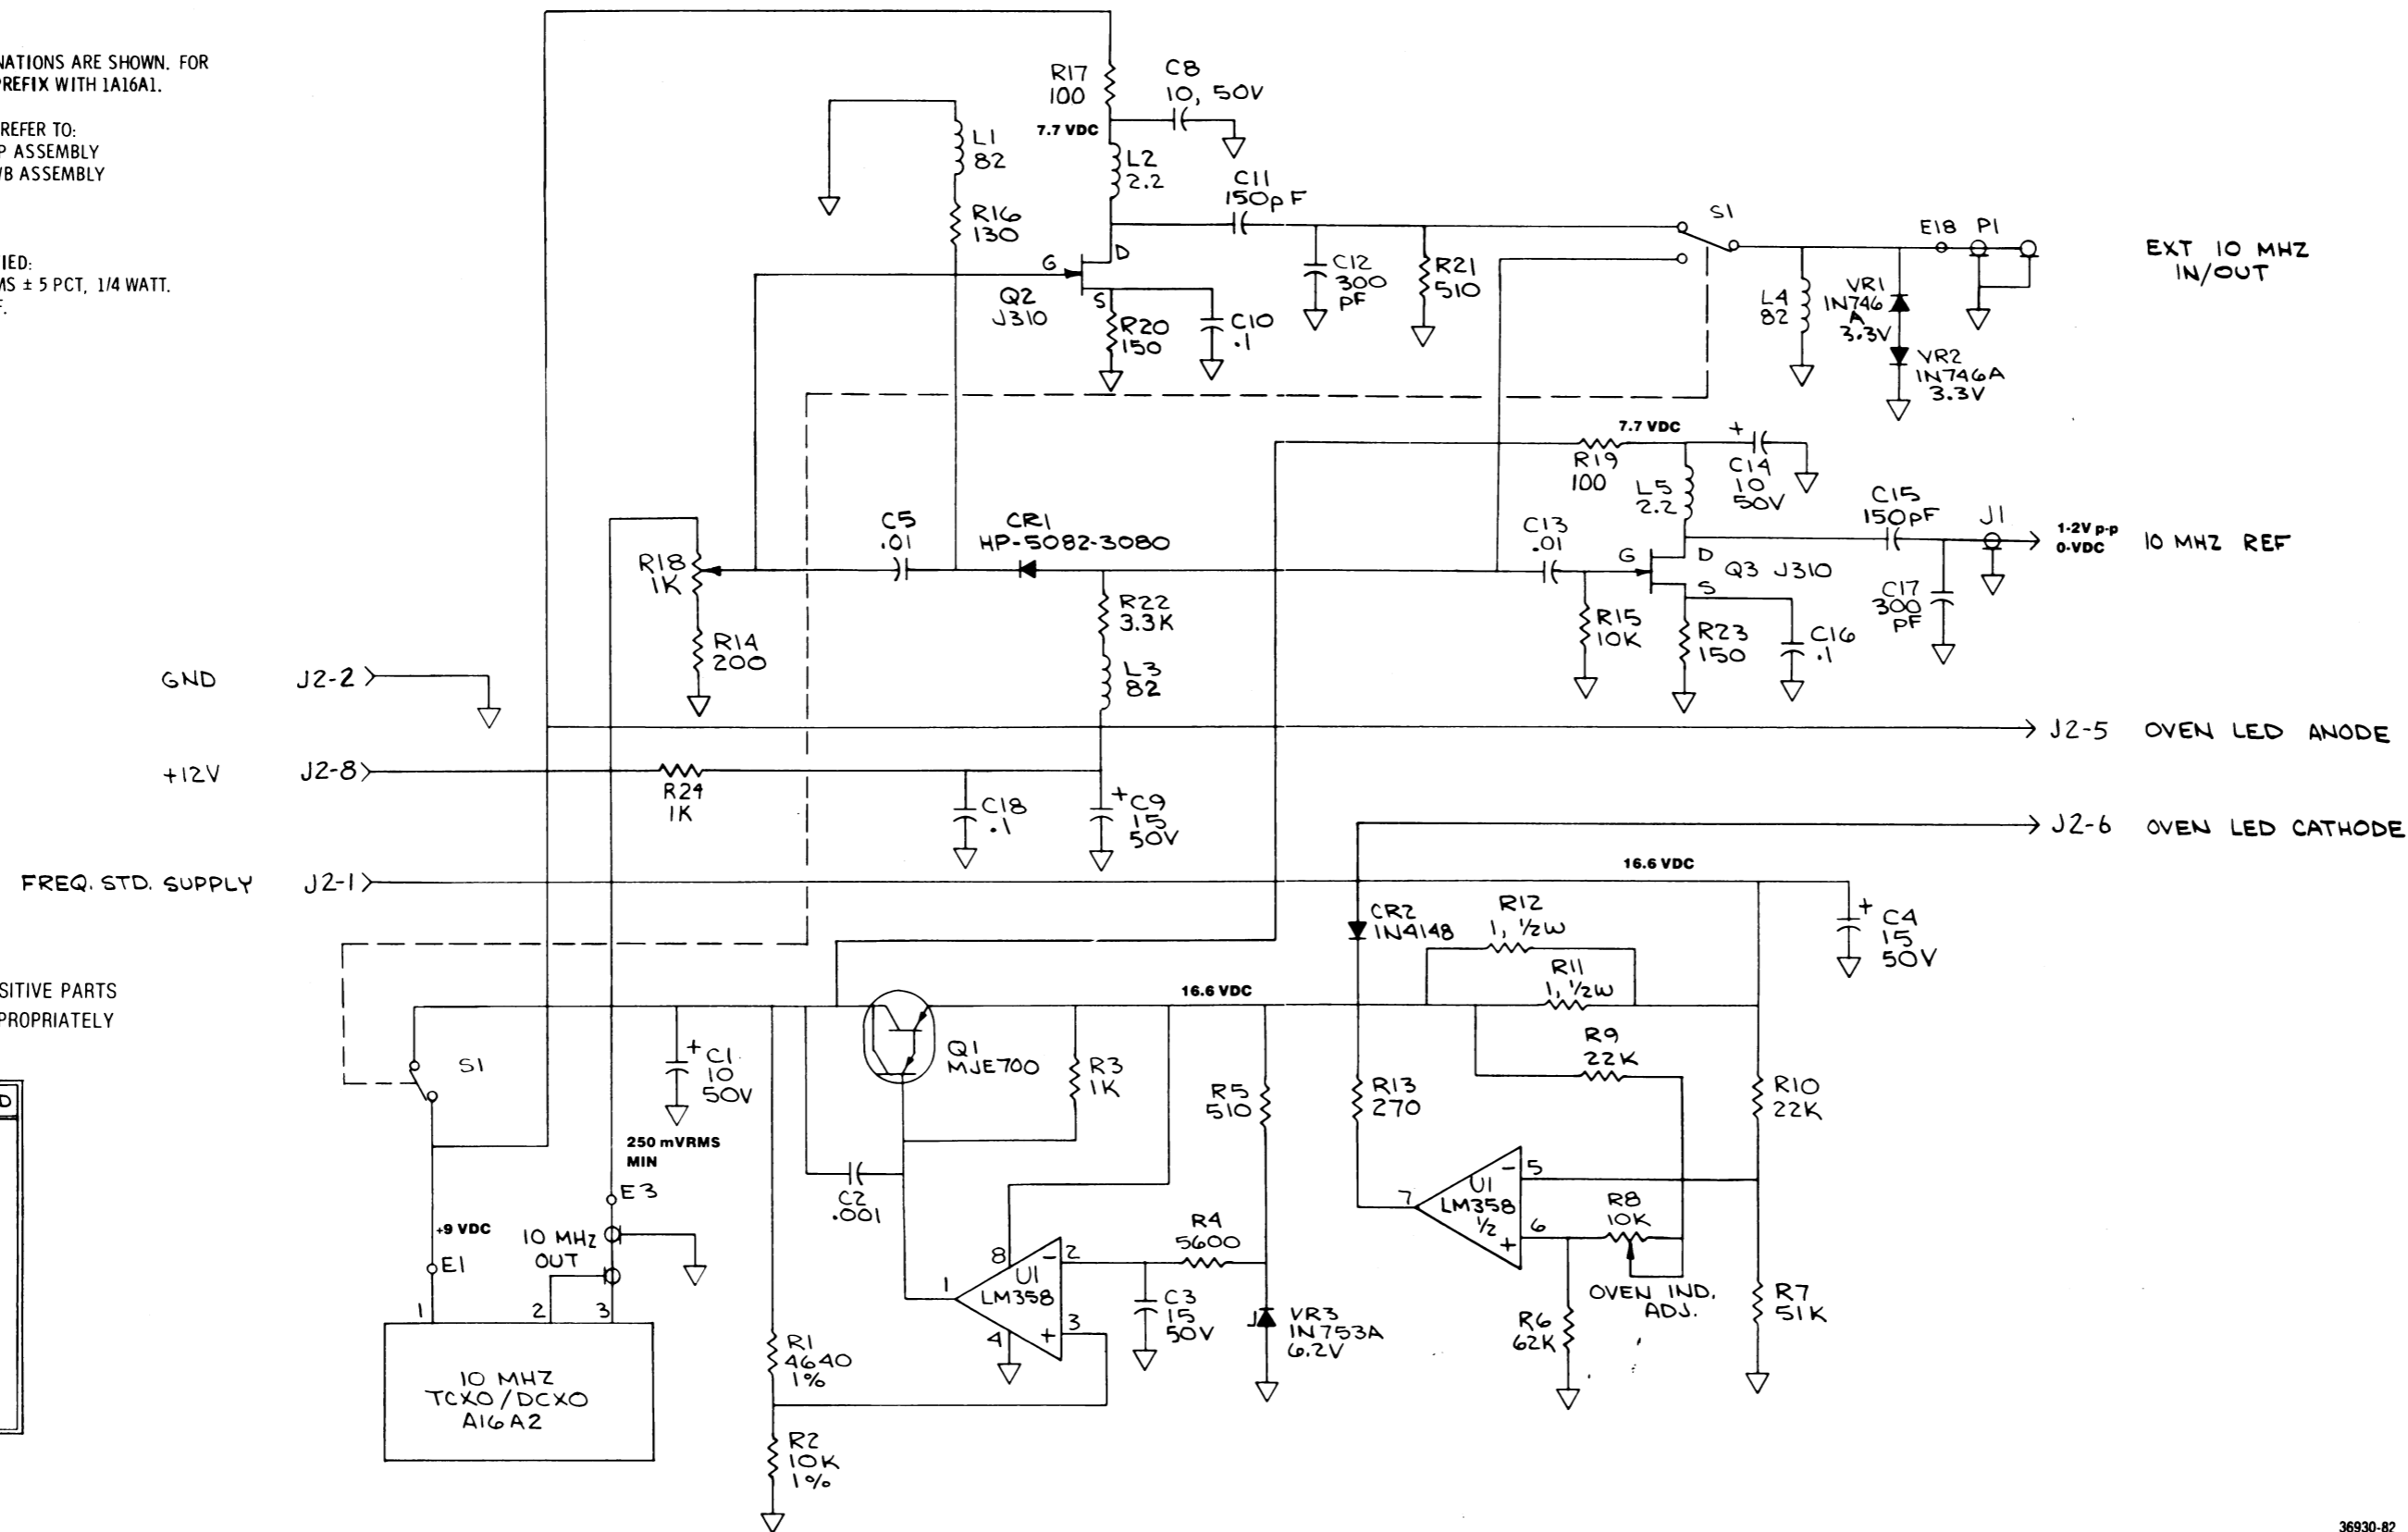 NATIONS ARE SHOWN. FOR
PREFIX WITH 1A16A1.
REFER TO:
P ASSEMBLY
VB ASSEMBLY
IED:
MS ± 5 PCT, 1/4 WATT.
F.
R17
100
C8
10, 50V
7.7 VDC
L1
82
L2
2.2
C11
150pF
R16
130
G
D
S
Q2
J310
R20
150
C10
.1
C12
300
PF
R21
510
S1
E18
P1
EXT 10 MHZ
IN/OUT
L4
82
VR1
1N746
A
3.3V
VR2
1N746A
3.3V
7.7 VDC
R19
100
+
C14
10
50V
L5
2.2
C15
150PF
J1
1-2V p-p
0-VDC
10 MHZ REF
C5
.01
CR1
HP-5082-3080
C13
.01
G
D
S
Q3 J310
R18
1K
R14
200
R22
3.3K
L3
82
R15
10K
R23
150
C16
.1
C17
300
PF
GND
J2-2
J2-5
OVEN LED ANODE
+12V
J2-8
R24
1K
C18
.1
+
C9
15
50V
J2-6
OVEN LED CATHODE
FREQ. STD. SUPPLY
J2-1
16.6 VDC
CR2
1N4148
R12
1, 1/2W
R11
1, 1/2W
+
C4
15
50V
SITIVE PARTS
PROPRIATELY
16.6 VDC
S1
+
C1
10
50V
Q1
MJE700
R3
1K
R5
510
R13
270
R9
22K
R10
22K
250 mVRMS
MIN
E3
C2
.001
+9 VDC
E1
10 MHZ
OUT
1
2
3
10 MHZ
TCXO/DCXO
A16A2
R1
4640
1%
R2
10K
1%
8
-
2
U1
LM358
1
4
+
3
R4
5600
C3
15
50V
VR3
1N753A
6.2V
7
-
5
U1
LM358
1/2
6
+
R8
10K
OVEN IND.
ADJ.
R6
62K
R7
51K
D
36930-82